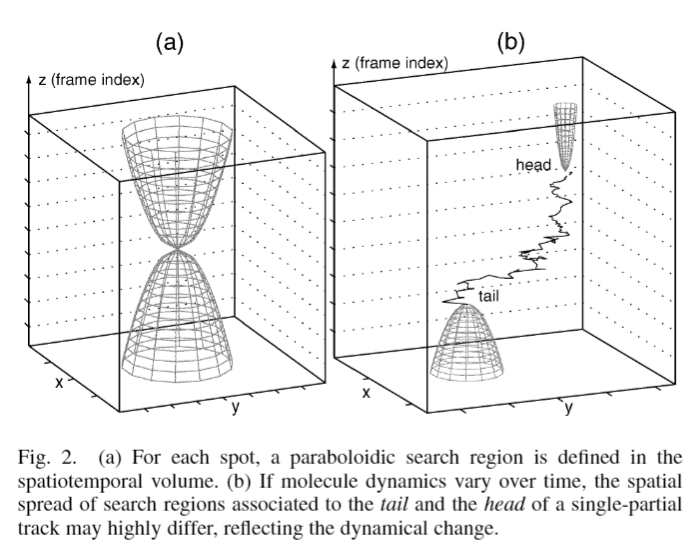 (a)
(b)
z (frame index)
z (frame index)
head
tail
x
y
x
y
Fig. 2. (a) For each spot, a paraboloidic search region is defined in the
spatiotemporal volume. (b) If molecule dynamics vary over time, the spatial
spread of search regions associated to the tail and the head of a single-partial
track may highly differ, reflecting the dynamical change.